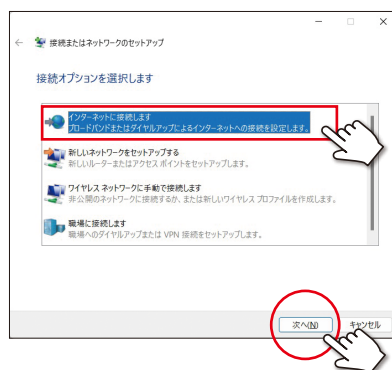 接続またはネットワークのセットアップ
接続オプションを選択します
インターネットに接続します
ブロードバンドまたはダイヤルアップによるインターネットへの接続を設定します。
新しいネットワークをセットアップする
新しいルーターまたはアクセス ポイントをセットアップします。
ワイヤレス ネットワークに手動で接続します
非公開のネットワークに接続するか、または新しいワイヤレス プロファイルを作成します。
職場に接続します
職場へのダイヤルアップまたは VPN 接続をセットアップします。
次へ(N) キャンセル